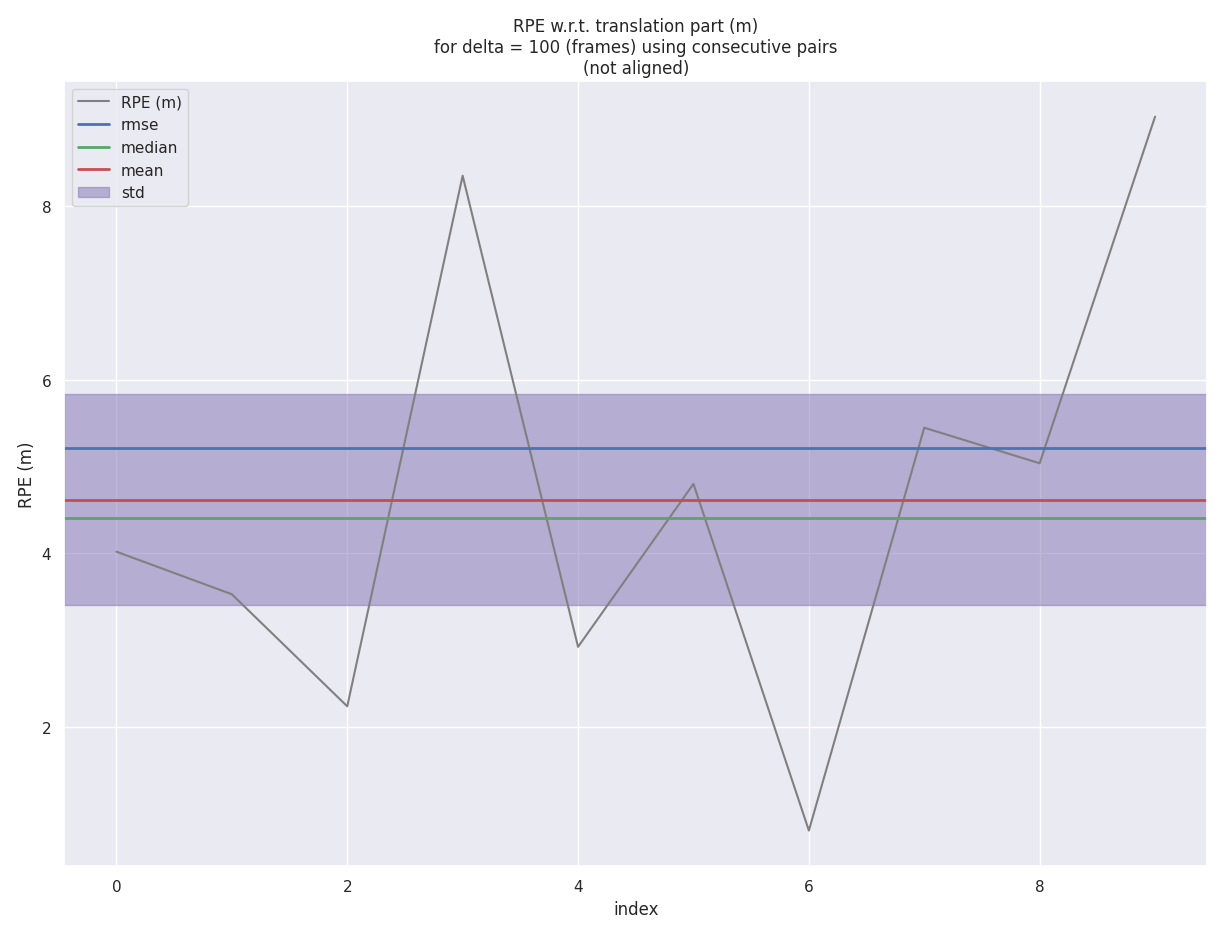 RPE w.r.t. translation part (m)
for delta = 100 (frames) using consecutive pairs
(not aligned)
RPE (m)
rmse
median
mean
std
8
6
4
2
RPE (m)
0
2
4
6
8
index